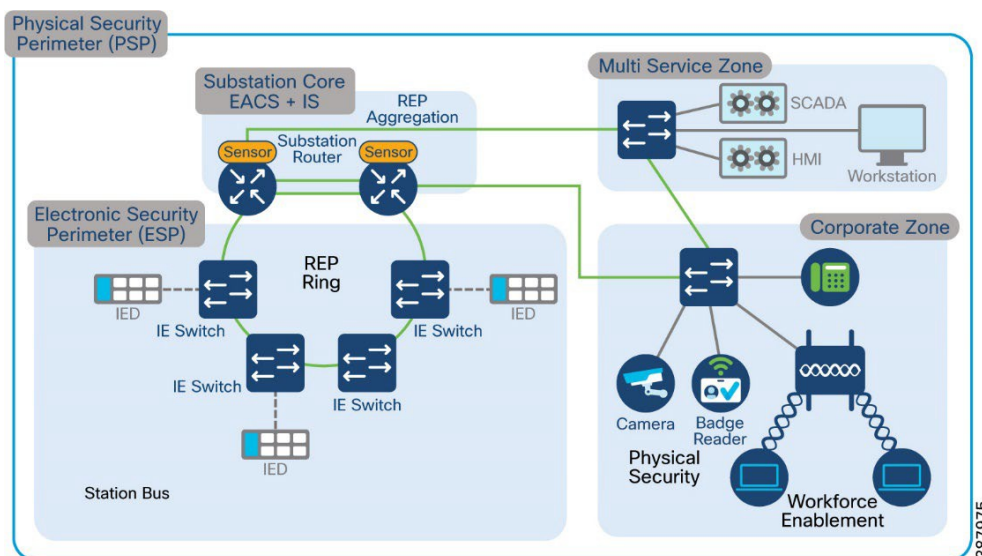 Physical Security
Perimeter (PSP)
Substation Core
EACS + IS
REP
Aggregation
Substation
Router
Sensor
Sensor
Multi Service Zone
SCADA
HMI
Workstation
Electronic Security
Perimeter (ESP)
REP
Ring
IED
IE Switch
IED
IE Switch
IE Switch
IE Switch
IED
Station Bus
Corporate Zone
Camera
Badge
Reader
Physical
Security
Workforce
Enablement
387975